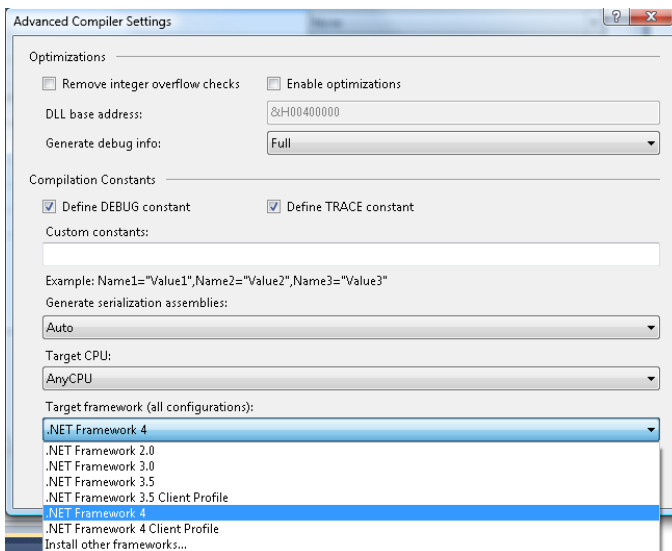 Advanced Compiler Settings
Optimizations
Remove integer overflow checks
Enable optimizations
DLL base address:
&H00400000
Generate debug info:
Full
Compilation Constants
Define DEBUG constant
Define TRACE constant
Custom constants:
Example: Name1="Value1",Name2="Value2",Name3="Value3"
Generate serialization assemblies:
Auto
Target CPU:
AnyCPU
Target framework (all configurations):
.NET Framework 4
.NET Framework 2.0
.NET Framework 3.0
.NET Framework 3.5
.NET Framework 3.5 Client Profile
.NET Framework 4
.NET Framework 4 Client Profile
Install other frameworks...